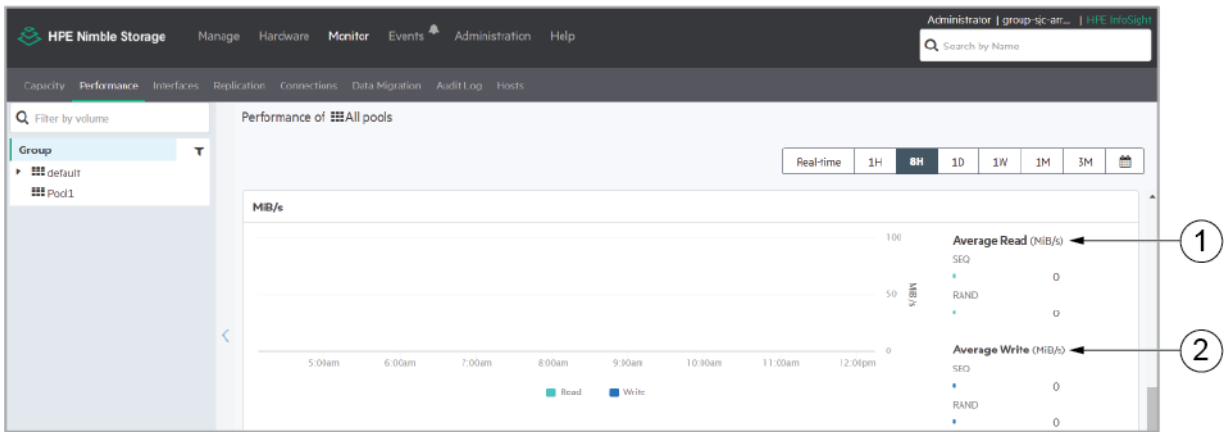 Administrator | group-sjc-arr... | HPE InfoSight
HPE Nimble Storage Manage Hardware Monitor Events Administration Help
Search by Name
Capacity Performance Interfaces Replication Connections Data Migration Audit Log Hosts
Filter by volume
Performance of All pools
Group
default
Pool1
Real-time 1H 8H 1D 1W 1M 3M
MiB/s
100
50
0
MiB/s
5:00am 6:00am 7:00am 8:00am 9:00am 10:00am 11:00am 12:00pm
Read Write
Average Read (MiB/s)
SEQ
0
RAND
0
Average Write (MiB/s)
SEQ
0
RAND
0
1
2